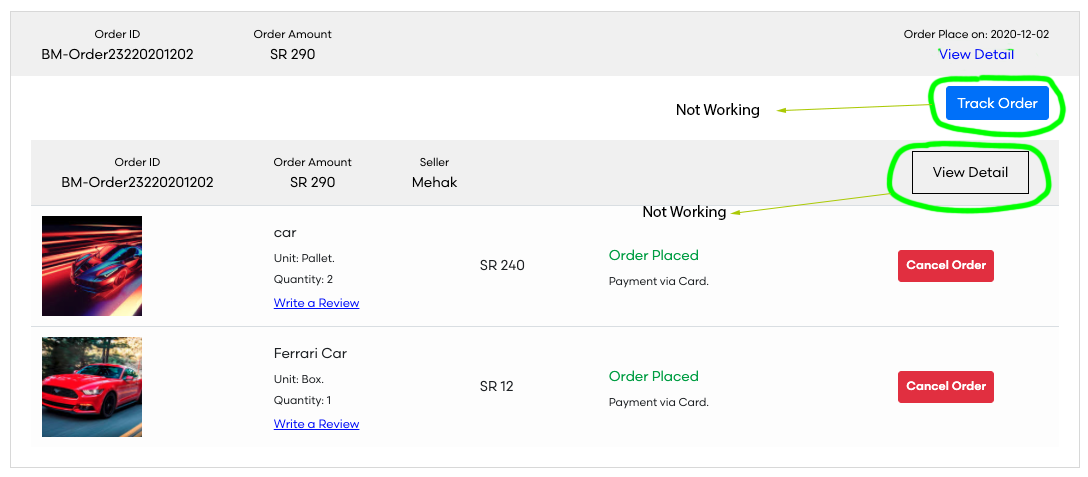 Order ID
Order Amount
Order Place on: 2020-12-02
BM-Order23220201202
SR 290
View Detail
Track Order
Not Working
Order ID
Order Amount
Seller
BM-Order23220201202
SR 290
Mehak
View Detail
Not Working
car
Unit: Pallet.
Quantity: 2
Write a Review
SR 240
Order Placed
Payment via Card.
Cancel Order
Ferrari Car
Unit: Box.
Quantity: 1
Write a Review
SR 12
Order Placed
Payment via Card.
Cancel Order